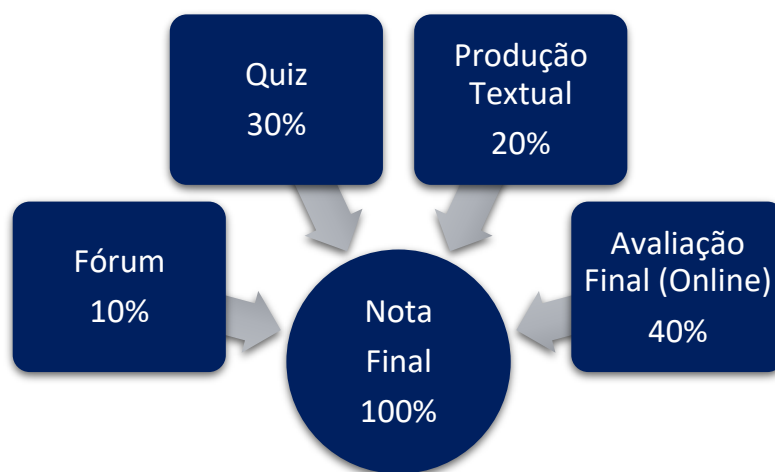 Quiz
30%
Produção
Textual
20%
Fórum
10%
Avaliação
Final (Online)
40%
Nota
Final
100%